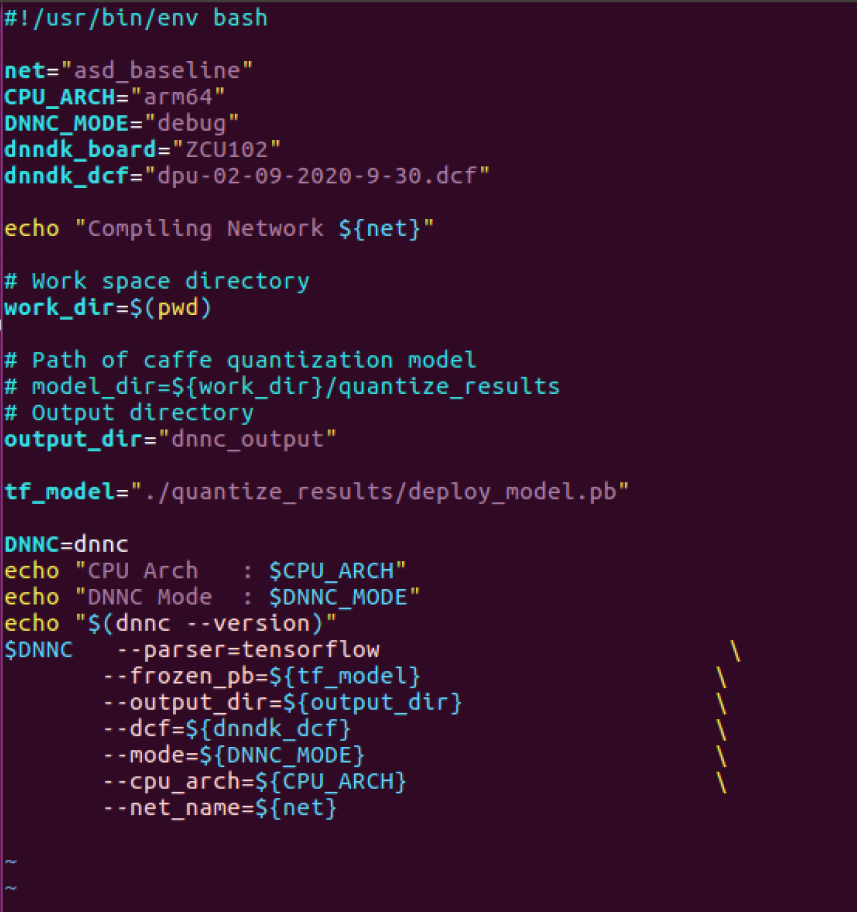 #!/usr/bin/env bash
net="asd_baseline"
CPU_ARCH="arm64"
DNNC_MODE="debug"
dnndk_board="ZCU102"
dnndk_dcf="dpu-02-09-2020-9-30.dcf"
echo "Compiling Network ${net}"
# Work space directory
work_dir=$(pwd)
# Path of caffe quantization model
# model_dir=${work_dir}/quantize_results
# Output directory
output_dir="dnnc_output"
tf_model="./quantize_results/deploy_model.pb"
DNNC=dnnc
echo "CPU Arch   : $CPU_ARCH"
echo "DNNC Mode  : $DNNC_MODE"
echo "$(dnnc --version)"
$DNNC   --parser=tensorflow                         \
       --frozen_pb=${tf_model}                     \
       --output_dir=${output_dir}                  \
       --dcf=${dnndk_dcf}                          \
       --mode=${DNNC_MODE}                         \
       --cpu_arch=${CPU_ARCH}                      \
       --net_name=${net}
~
~